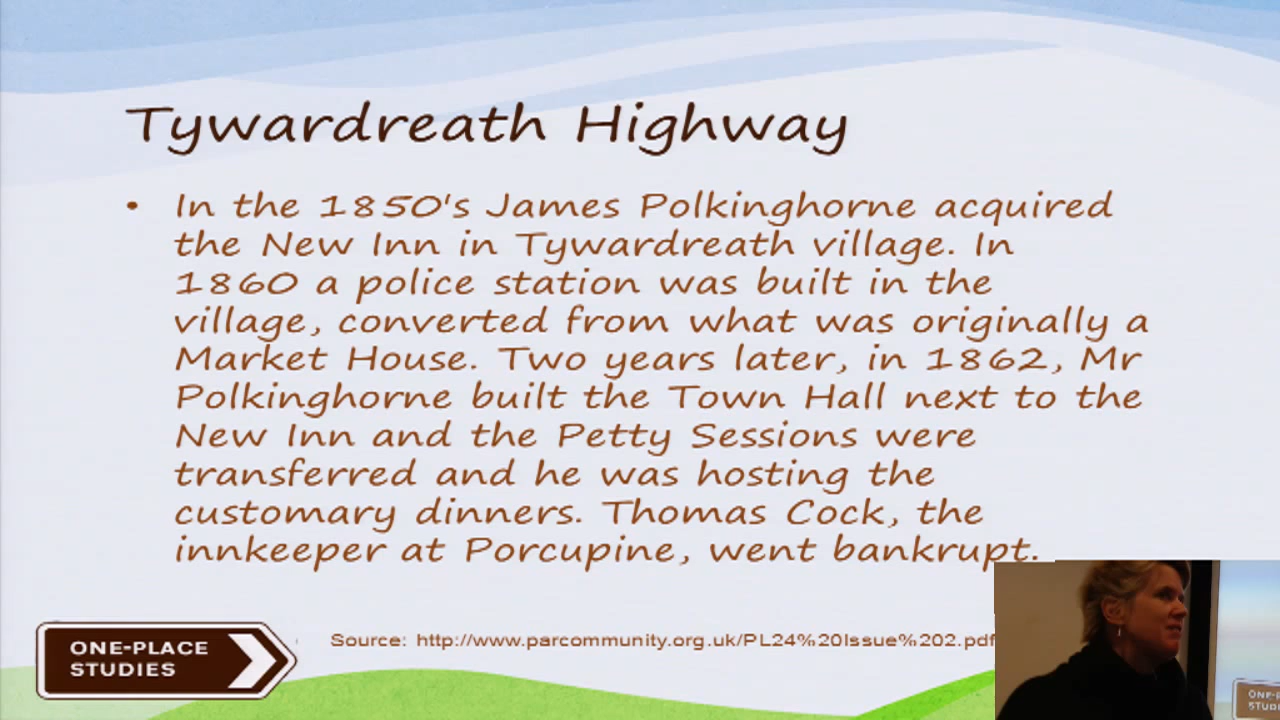 Tywardreath Highway
• In the 1850's James Polkinghorne acquired
the New Inn in Tywardreath village. In
1860 a police station was built in the
village, converted from what was originally a
Market House. Two years later, in 1862, Mr
Polkinghorne built the Town Hall next to the
New Inn and the Petty Sessions were
transferred and he was hosting the
customary dinners. Thomas Cock, the
innkeeper at Porcupine, went bankrupt.
Source: http://www.parcommunity.org.uk/PL24%20Issue%202.pdf
ONE-PLACE
STUDIES